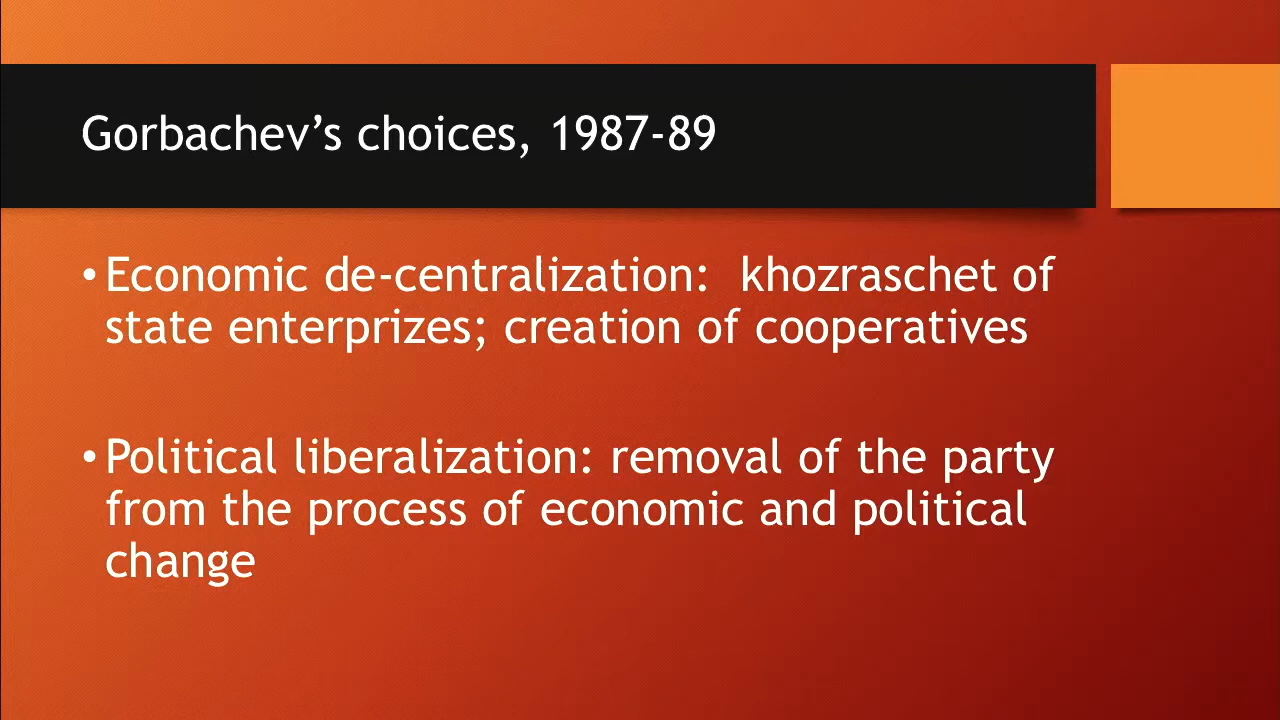 Gorbachev’s choices, 1987-89
•Economic de-centralization:  khozraschet of
state enterprizes; creation of cooperatives
•Political liberalization: removal of the party
from the process of economic and political
change